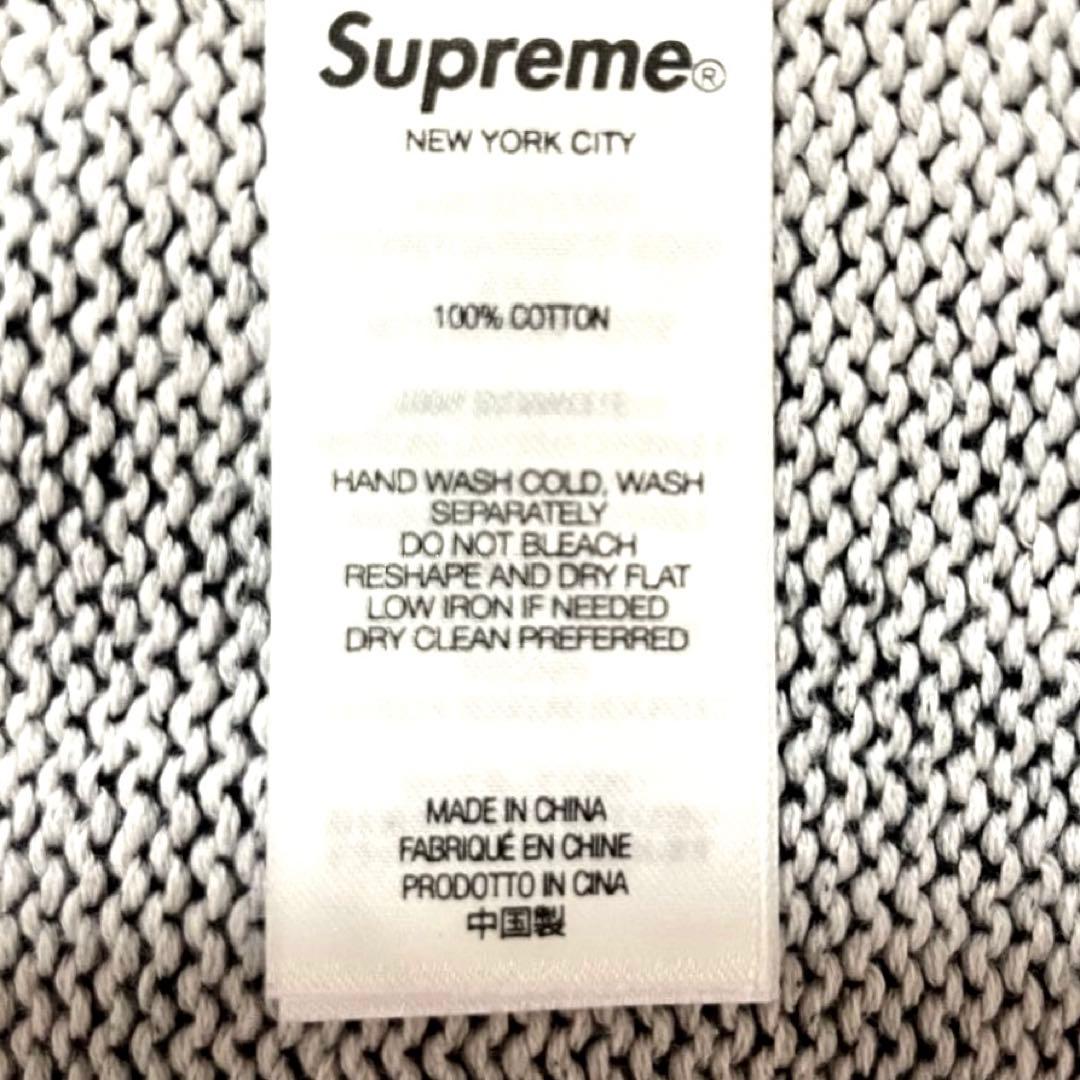 Supreme®
NEW YORK CITY
100% COTTON
HAND WASH COLD, WASH
SEPARATELY
DO NOT BLEACH
RESHAPE AND DRY FLAT
LOW IRON IF NEEDED
DRY CLEAN PREFERRED
MADE IN CHINA
FABRIQUÉ EN CHINE
PRODOTTO IN CINA
中国製